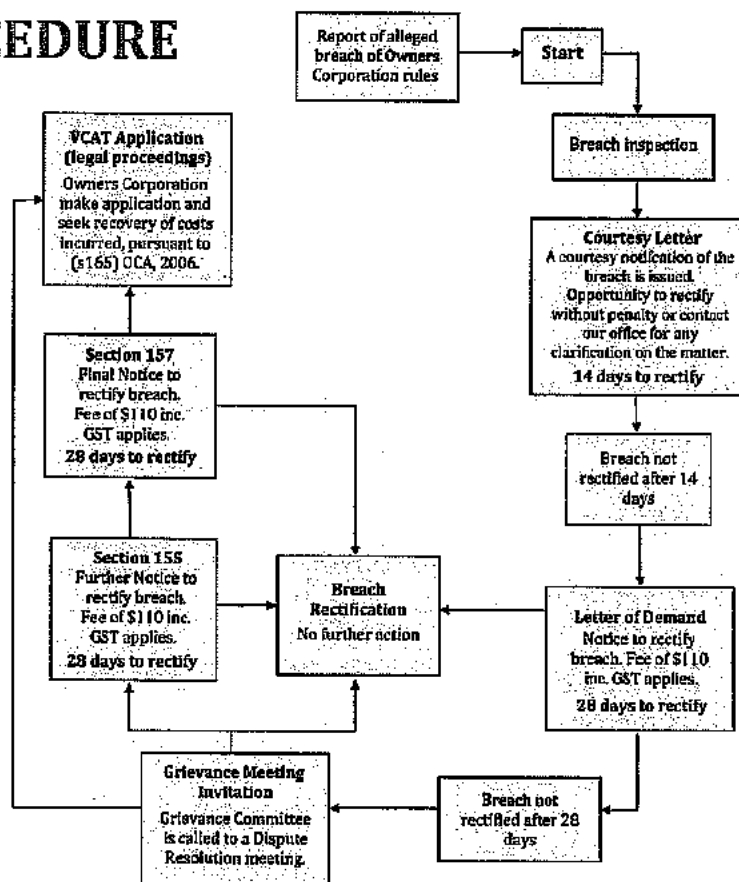 EDURE
Report of alleged
breach of Owners
Corporation rules
Start
Breach inspection
Courtesy Letter
A courtesy notification of the
breach is issued.
Opportunity to rectify
without penalty or contact
our office for any
clarification on the matter.
14 days to rectify
Breach not
rectified after 14
days
Letter of Demand
Notice to rectify
breach. Fee of $110
inc. GST applies.
28 days to rectify
Breach not
rectified after 28
days
Grievance Meeting
Invitation
Grievance Committee
is called to a Dispute
Resolution meeting.
Breach
Rectification
No further action
Section 155
Further Notice to
rectify breach.
Fee of $110 inc.
GST applies.
28 days to rectify
Section 157
Final Notice to
rectify breach.
Fee of $110 inc.
GST applies.
28 days to rectify
VCAT Application
(legal proceedings)
Owners Corporation
make application and
seek recovery of costs
incurred, pursuant to
(s165) OCA, 2006.